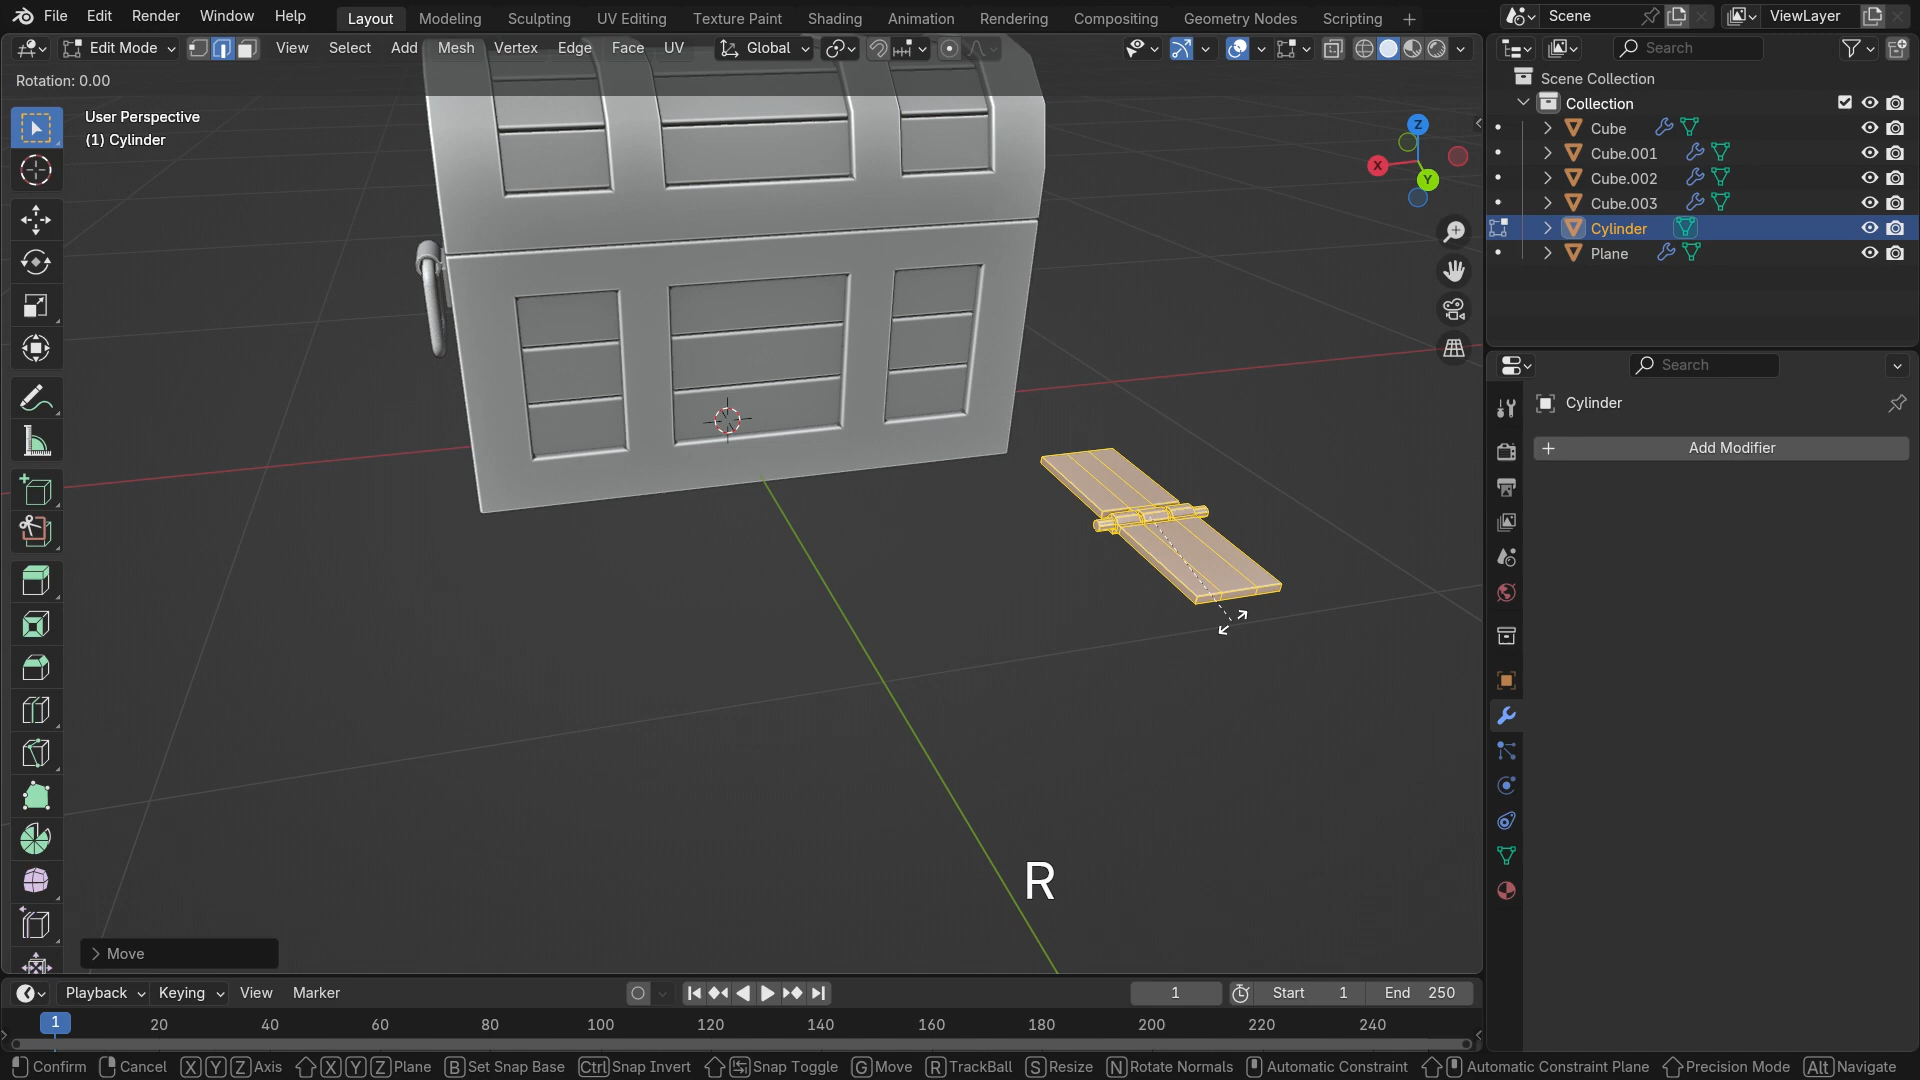 File Edit Render Window Help Layout Modeling Sculpting UV Editing Texture Paint Shading Animation Rendering Compositing Geometry Nodes Scripting + Scene ViewLayer
Edit Mode View Select Add Mesh Vertex Edge Face UV Global Search
Rotation: 0.00
User Perspective
(1) Cylinder
Z
X
Y
Scene Collection
Collection
Cube
Cube.001
Cube.002
Cube.003
Cylinder
Plane
Search
Cylinder
+ Add Modifier
R
> Move
Playback Keying View Marker 1 Start 1 End 250
1 20 40 60 80 100 120 140 160 180 200 220 240
Confirm Cancel X Y Z Axis X Y Z Plane B Set Snap Base Ctrl Snap Invert Snap Toggle G Move R TrackBall S Resize N Rotate Normals Automatic Constraint Automatic Constraint Plane Precision Mode Alt Navigate